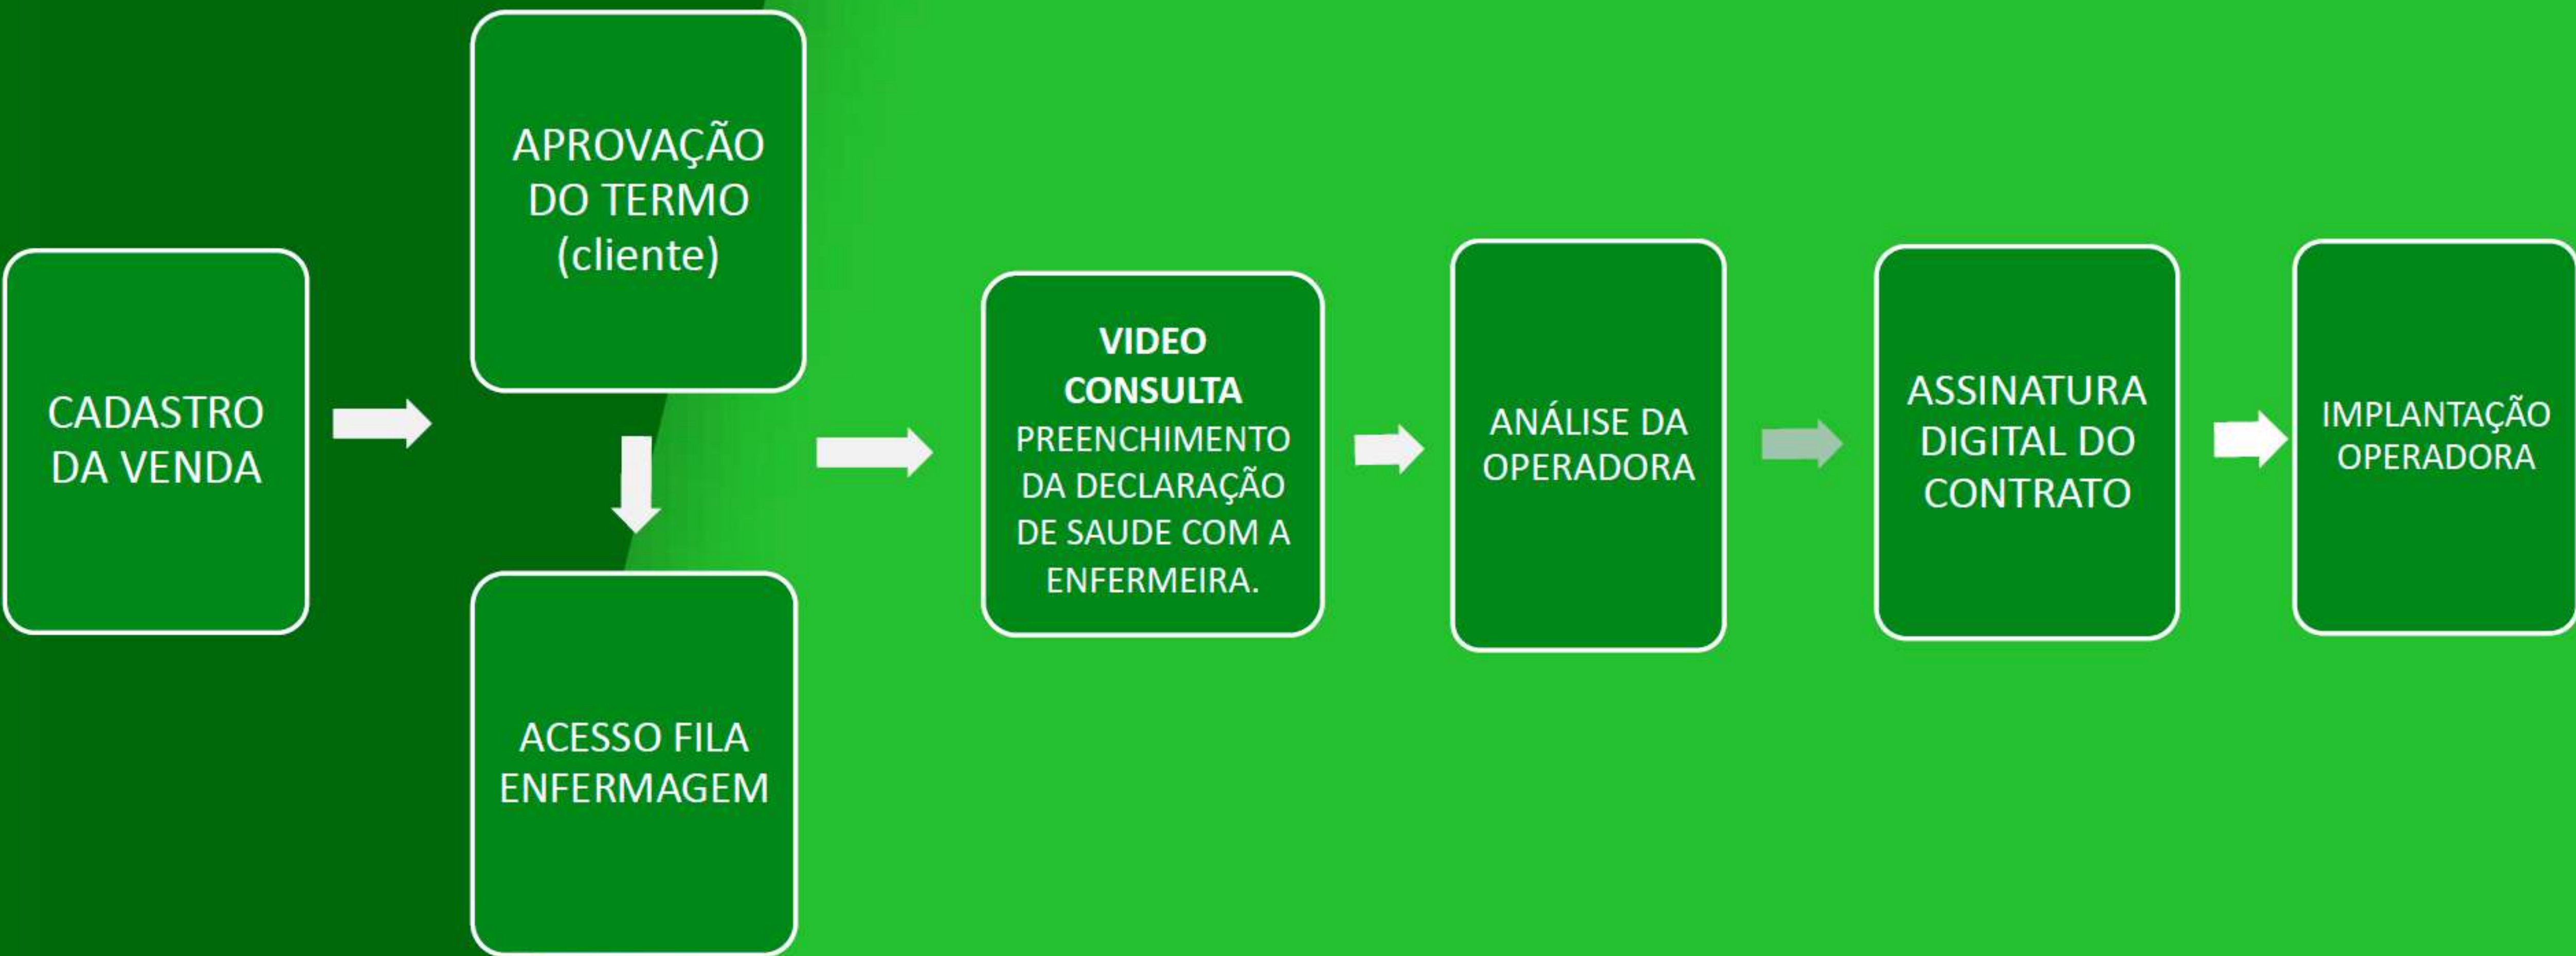 CADASTRO
DA VENDA
APROVAÇÃO
DO TERMO
(cliente)
ACESSO FILA
ENFERMAGEM
VIDEO
CONSULTA
PREENCHIMENTO
DA DECLARAÇÃO
DE SAUDE COM A
ENFERMEIRA.
ANÁLISE DA
OPERADORA
ASSINATURA
DIGITAL DO
CONTRATO
IMPLANTAÇÃO
OPERADORA